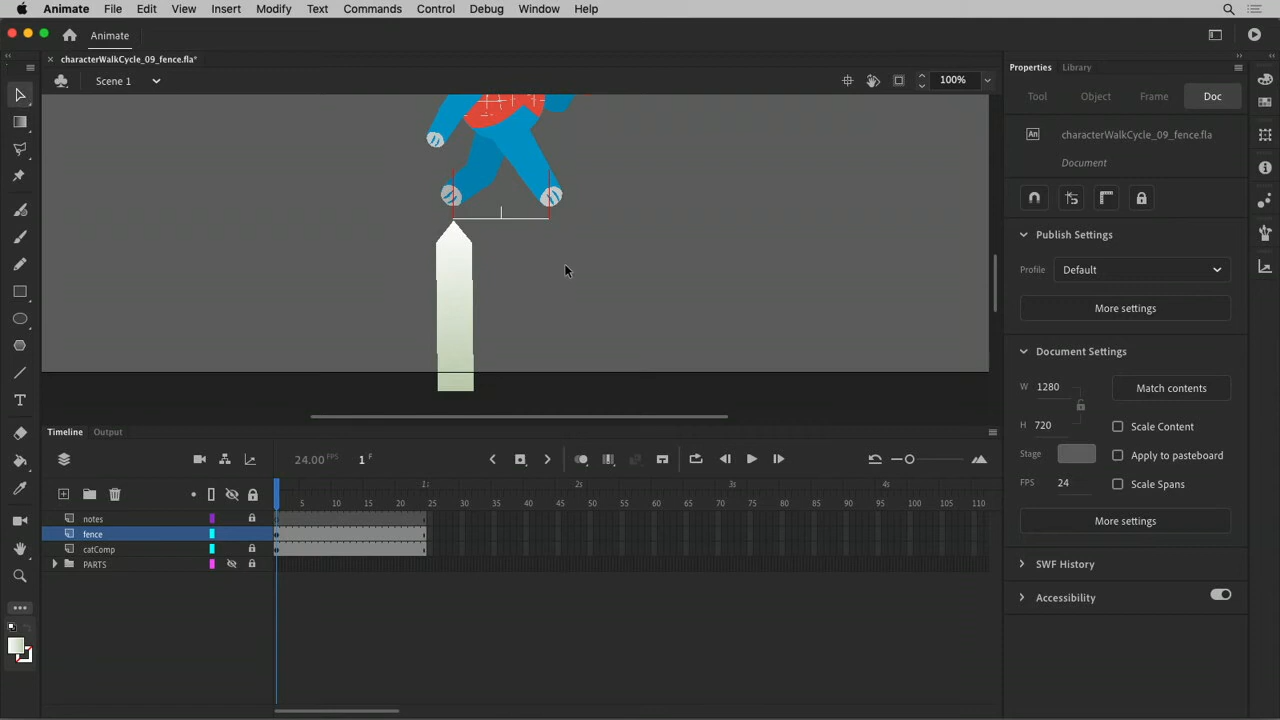 Animate File Edit View Insert Modify Text Commands Control Debug Window Help
Animate
characterWalkCycle_09_fence.fla*
Scene 1
100%
Properties Library
Tool Object Frame Doc
An characterWalkCycle_09_fence.fla
Document
Publish Settings
Profile Default
More settings
Document Settings
W 1280 Match contents
H 720 Scale Content
Stage Apply to pasteboard
FPS 24 Scale Spans
More settings
SWF History
Accessibility
T
Timeline Output
24.00 FPS 1 F
1s 2s 3s 4s
5 10 15 20 25 30 35 40 45 50 55 60 65 70 75 80 85 90 95 100 105 110
notes
fence
catComp
PARTS